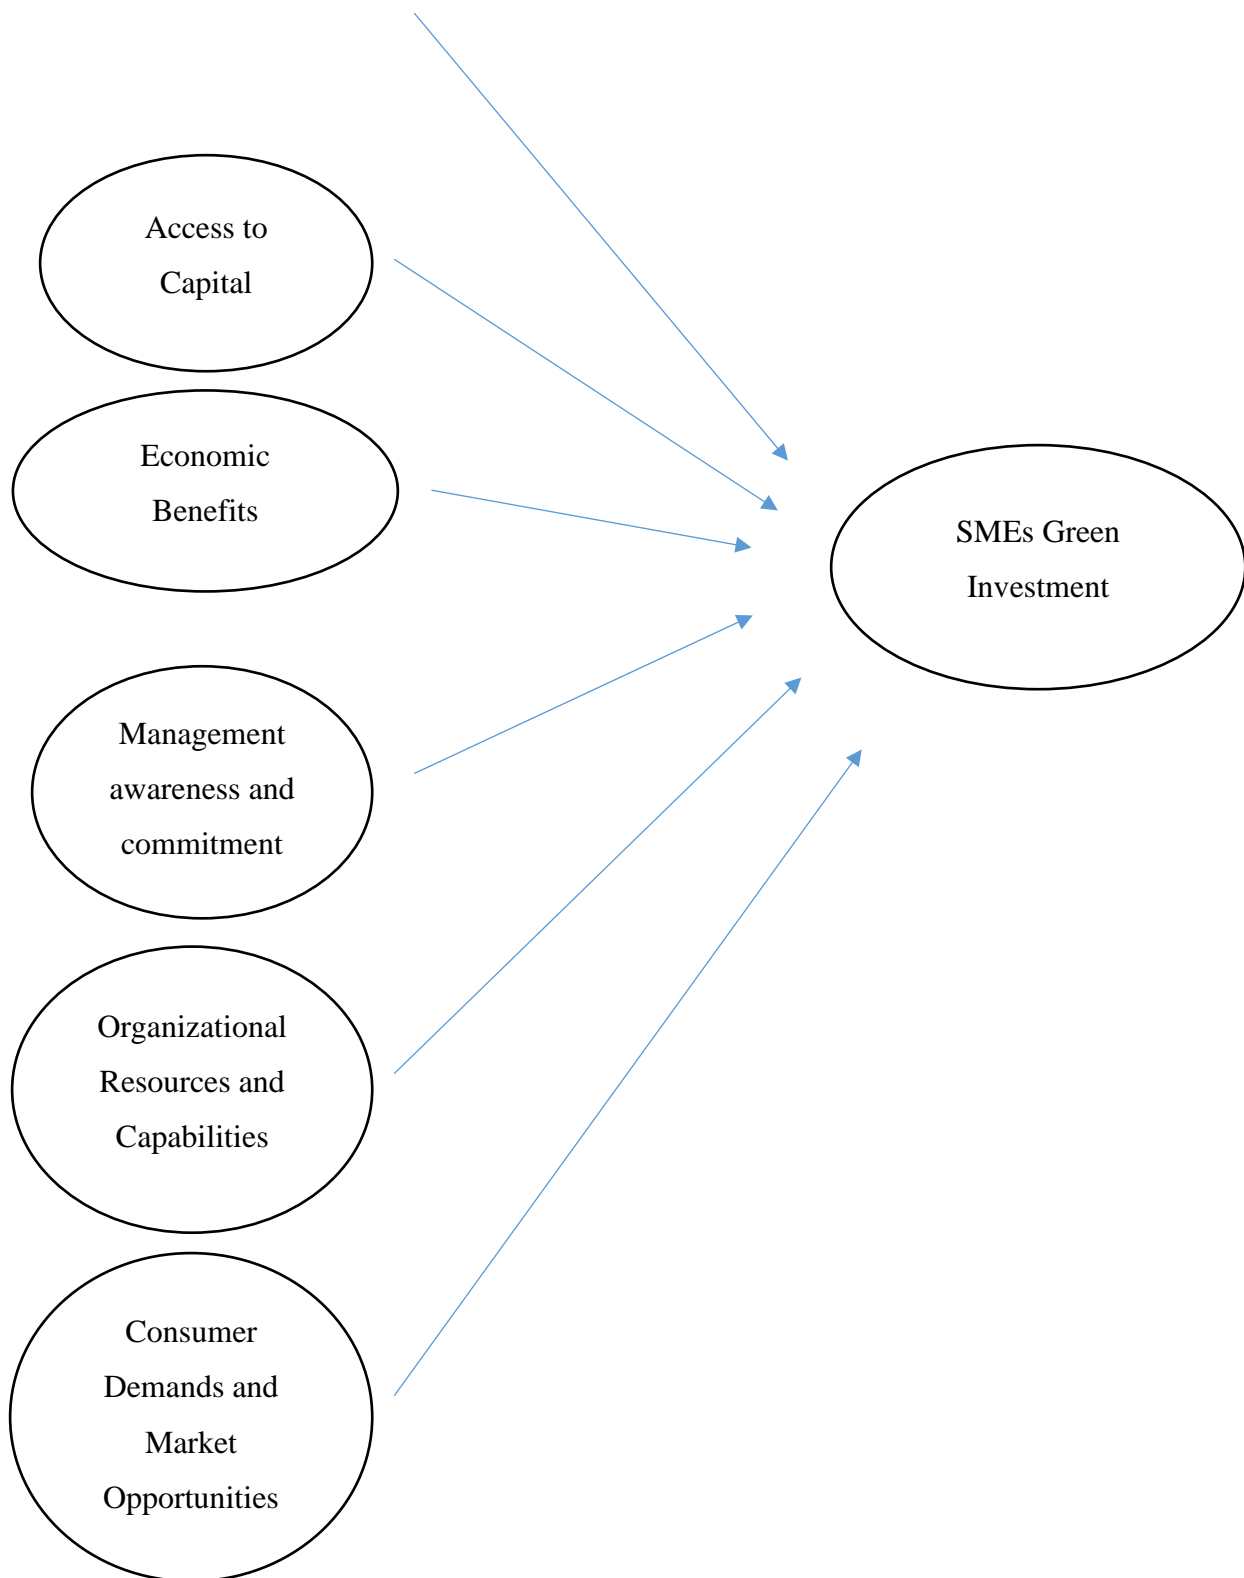 Access to
Capital
Economic
Benefits
SMEs Green
Investment
Management
awareness and
commitment
Organizational
Resources and
Capabilities
Consumer
Demands and
Market
Opportunities